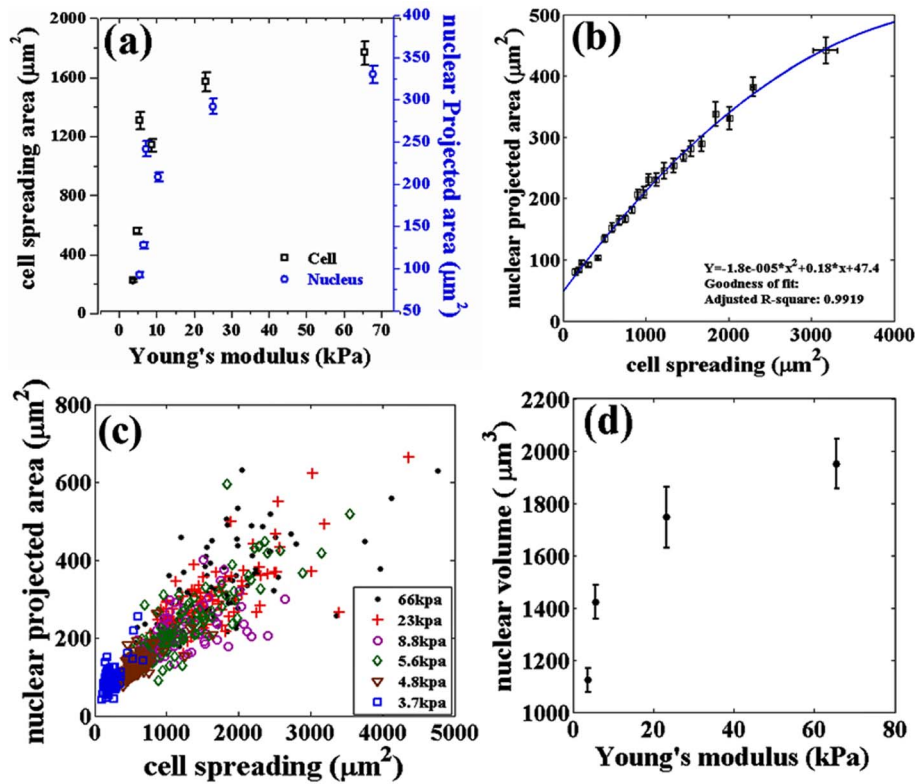 (a)
cell spreading area (μm²)
2000
1600
1200
800
400
0
0 10 20 30 40 50 60 70
Young's modulus (kPa)
400
350
300
250
200
150
100
50
nuclear Projected area (μm²)
Cell
Nucleus
(b)
nuclear projected area (μm²)
500
400
300
200
100
0
0 1000 2000 3000 4000
cell spreading (μm²)
Y=-1.8e-005*x²+0.18*x+47.4
Goodness of fit:
Adjusted R-square: 0.9919
(c)
nuclear projected area (μm²)
800
600
400
200
0
0 1000 2000 3000 4000 5000
cell spreading (μm²)
66kpa
23kpa
8.8kpa
5.6kpa
4.8kpa
3.7kpa
(d)
nuclear volume ( μm³)
2200
2000
1800
1600
1400
1200
1000
0 20 40 60 80
Young's modulus (kPa)